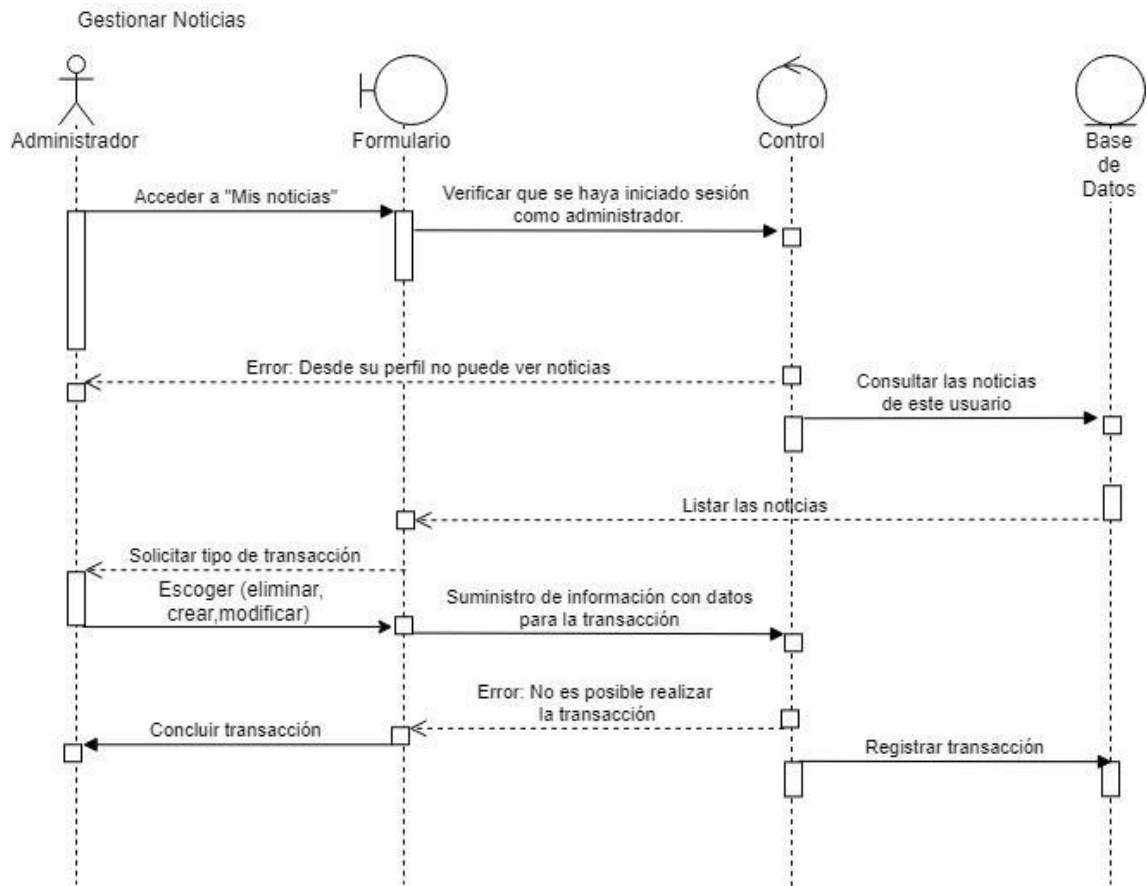 Gestionar Noticias
Administrador
Formulario
Control
Base
de
Datos
Acceder a "Mis noticias"
Verificar que se haya iniciado sesión
como administrador.
Error: Desde su perfil no puede ver noticias
Consultar las noticias
de este usuario
Listar las noticias
Solicitar tipo de transacción
Escoger (eliminar,
crear,modificar)
Suministro de información con datos
para la transacción
Error: No es posible realizar
la transacción
Concluir transacción
Registrar transacción